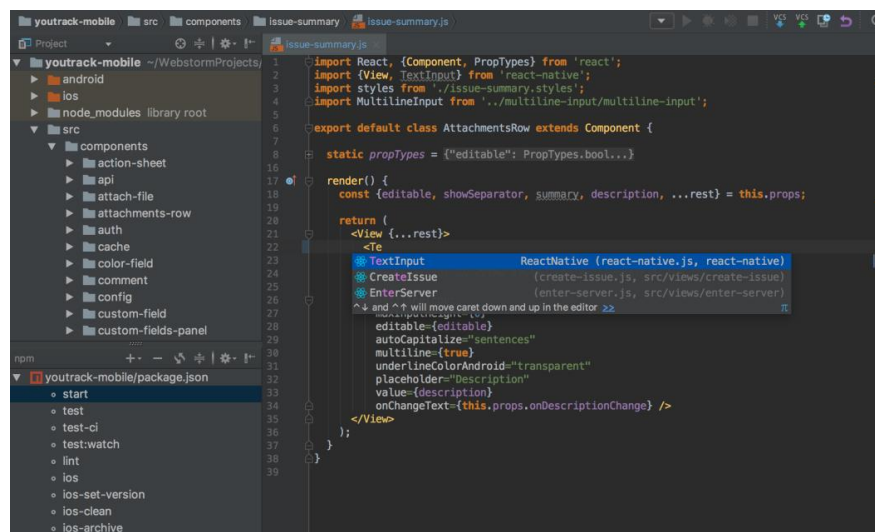 youtrack-mobile src components issue-summary issue-summary.js
VCS VCS
Project
issue-summary.js
youtrack-mobile ~/WebstormProjects/
android
ios
node_modules library root
src
components
action-sheet
api
attach-file
attachments-row
auth
cache
color-field
comment
config
custom-field
custom-fields-panel
npm
youtrack-mobile/package.json
start
test
test-ci
test:watch
lint
ios
ios-set-version
ios-clean
ios-archive
1 import React, {Component, PropTypes} from 'react';
2 import {View, TextInput} from 'react-native';
3 import styles from './issue-summary.styles';
4 import MultilineInput from '../multiline-input/multiline-input';
5
6 export default class AttachmentsRow extends Component {
7
8 static propTypes = {"editable": PropTypes.bool...}
16
17 render() {
18 const {editable, showSeparator, summary, description, ...rest} = this.props;
19
20 return (
21 <View {...rest}>
22 <Te
23 TextInput ReactNative (react-native.js, react-native)
24 CreateIssue (create-issue.js, src/views/create-issue)
25 EnterServer (enter-server.js, src/views/enter-server)
26 ^↓ and ^↑ will move caret down and up in the editor >> π
27
28 editable={editable}
29 autoCapitalize="sentences"
30 multiline={true}
31 underlineColorAndroid="transparent"
32 placeholder="Description"
33 value={description}
34 onChangeText={this.props.onDescriptionChange} />
35 </View>
36 );
37 }
38 }
39